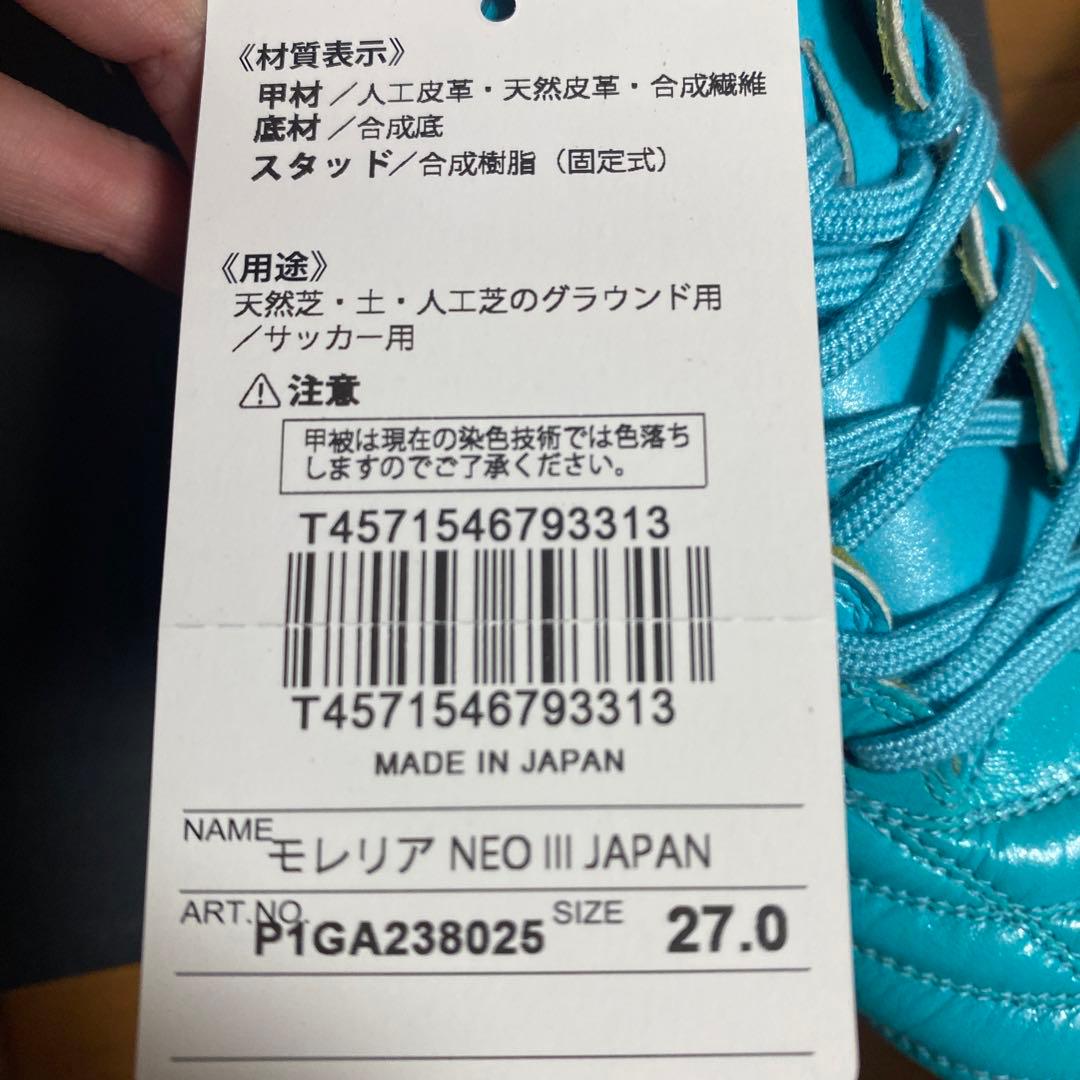 《材質表示》
甲材／人工皮革・天然皮革・合成繊維
底材／合成底
スタッド／合成樹脂（固定式）
《用途》
天然芝・土・人工芝のグラウンド用
／サッカー用
注意
甲被は現在の染色技術では色落ち
しますのでご了承ください。
T4571546793313
T4571546793313
MADE IN JAPAN
NAME モレリア NEO III JAPAN
ART.NO. P1GA238025 SIZE 27.0